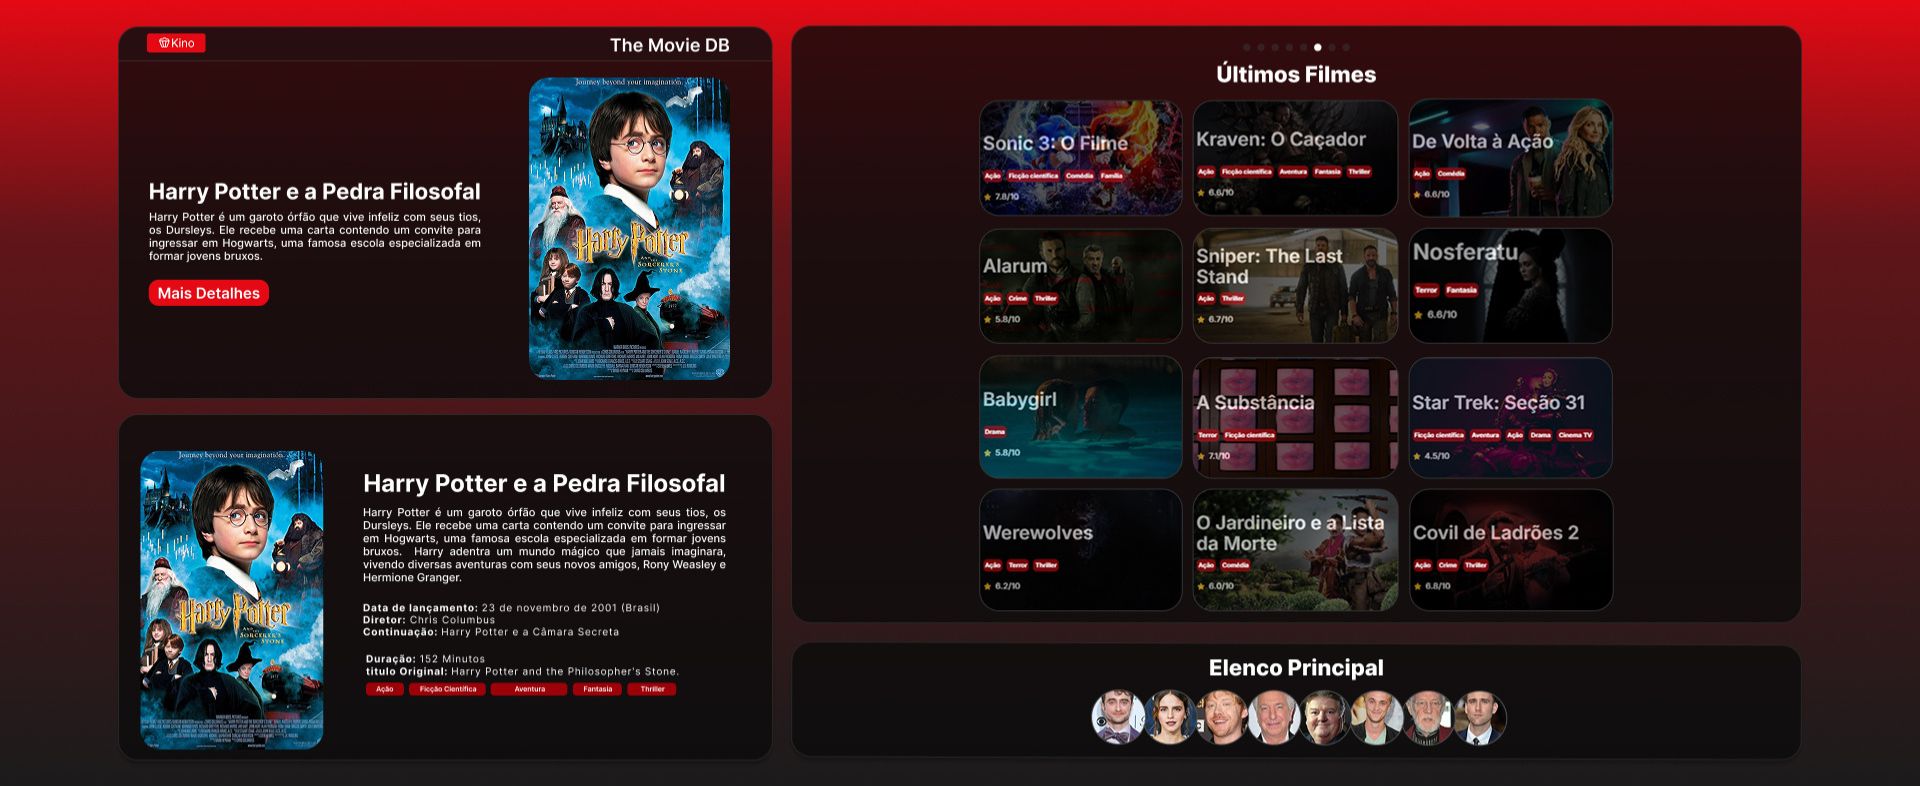 Kino
The Movie DB
Harry Potter e a Pedra Filosofal
Harry Potter é um garoto órfão que vive infeliz com seus tios,
os Dursleys. Ele recebe uma carta contendo um convite para
ingressar em Hogwarts, uma famosa escola especializada em
formar jovens bruxos.
Mais Detalhes
Journey beyond your imagination.
Harry Potter
AND THE
SORCERER'S
STONE
Journey beyond your imagination.
Harry Potter
AND THE
SORCERER'S
STONE
Harry Potter e a Pedra Filosofal
Harry Potter é um garoto órfão que vive infeliz com seus tios, os
Dursleys. Ele recebe uma carta contendo um convite para ingressar
em Hogwarts, uma famosa escola especializada em formar jovens
bruxos. Harry adentra um mundo mágico que jamais imaginara,
vivendo diversas aventuras com seus novos amigos, Rony Weasley e
Hermione Granger.
Data de lançamento: 23 de novembro de 2001 (Brasil)
Diretor: Chris Columbus
Continuação: Harry Potter e a Câmara Secreta
Duração: 152 Minutos
titulo Original: Harry Potter and the Philosopher's Stone.
Ação Ficção Científica Aventura Fantasia Thriller
Últimos Filmes
Sonic 3: O Filme
Ação Ficção científica Comédia Família
7.8/10
Kraven: O Caçador
Ação Ficção científica Aventura Fantasia Thriller
6.6/10
De Volta à Ação
Ação Comédia
6.6/10
Alarum
Ação Crime Thriller
5.8/10
Sniper: The Last
Stand
Ação Thriller
6.7/10
Nosferatu
Terror Fantasia
6.6/10
Babygirl
Drama
5.8/10
A Substância
Terror Ficção científica
7.1/10
Star Trek: Seção 31
Ficção científica Aventura Ação Drama Cinema TV
4.5/10
Werewolves
Ação Terror Thriller
6.2/10
O Jardineiro e a Lista
da Morte
Ação Comédia
6.0/10
Covil de Ladrões 2
Ação Crime Thriller
6.8/10
Elenco Principal